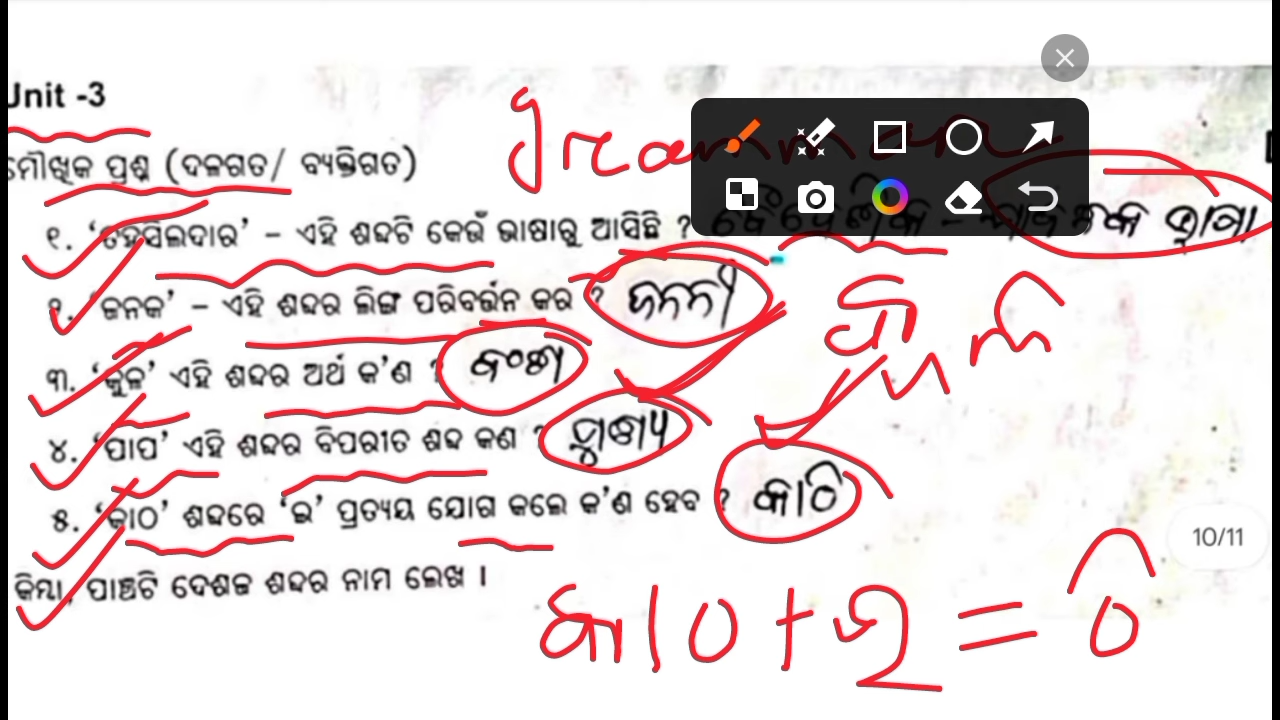 Unit -3
Grammar
ମୌଖିକ ପ୍ରଶ୍ନ (ଦଳଗତ/ ବ୍ୟକ୍ତିଗତ)
୧. ‘ତହସିଲଦାର’ – ଏହି ଶବ୍ଦଟି କେଉଁ ଭାଷାରୁ ଆସିଛି ? ଭାଷା
୨. ‘ଜନକ’ – ଏହି ଶବ୍ଦର ଲିଙ୍ଗ ପରିବର୍ତ୍ତନ କର ? ଜନନୀ
୩. ‘କୁଳ’ ଏହି ଶବ୍ଦର ଅର୍ଥ କ’ଣ ? ବଂଶ
୪. ‘ପାପ’ ଏହି ଶବ୍ଦର ବିପରୀତ ଶବ୍ଦ କଣ ? ପୁଣ୍ୟ
୫. ‘କାଠ’ ଶବ୍ଦରେ ‘ଇ’ ପ୍ରତ୍ୟୟ ଯୋଗ କଲେ କ’ଣ ହେବ ? କାଠି
କିମ୍ବା, ପାଞ୍ଚଟି ଦେଶଜ ଶବ୍ଦର ନାମ ଲେଖ ।
କାଠ+ଇ = ଠି
10/11